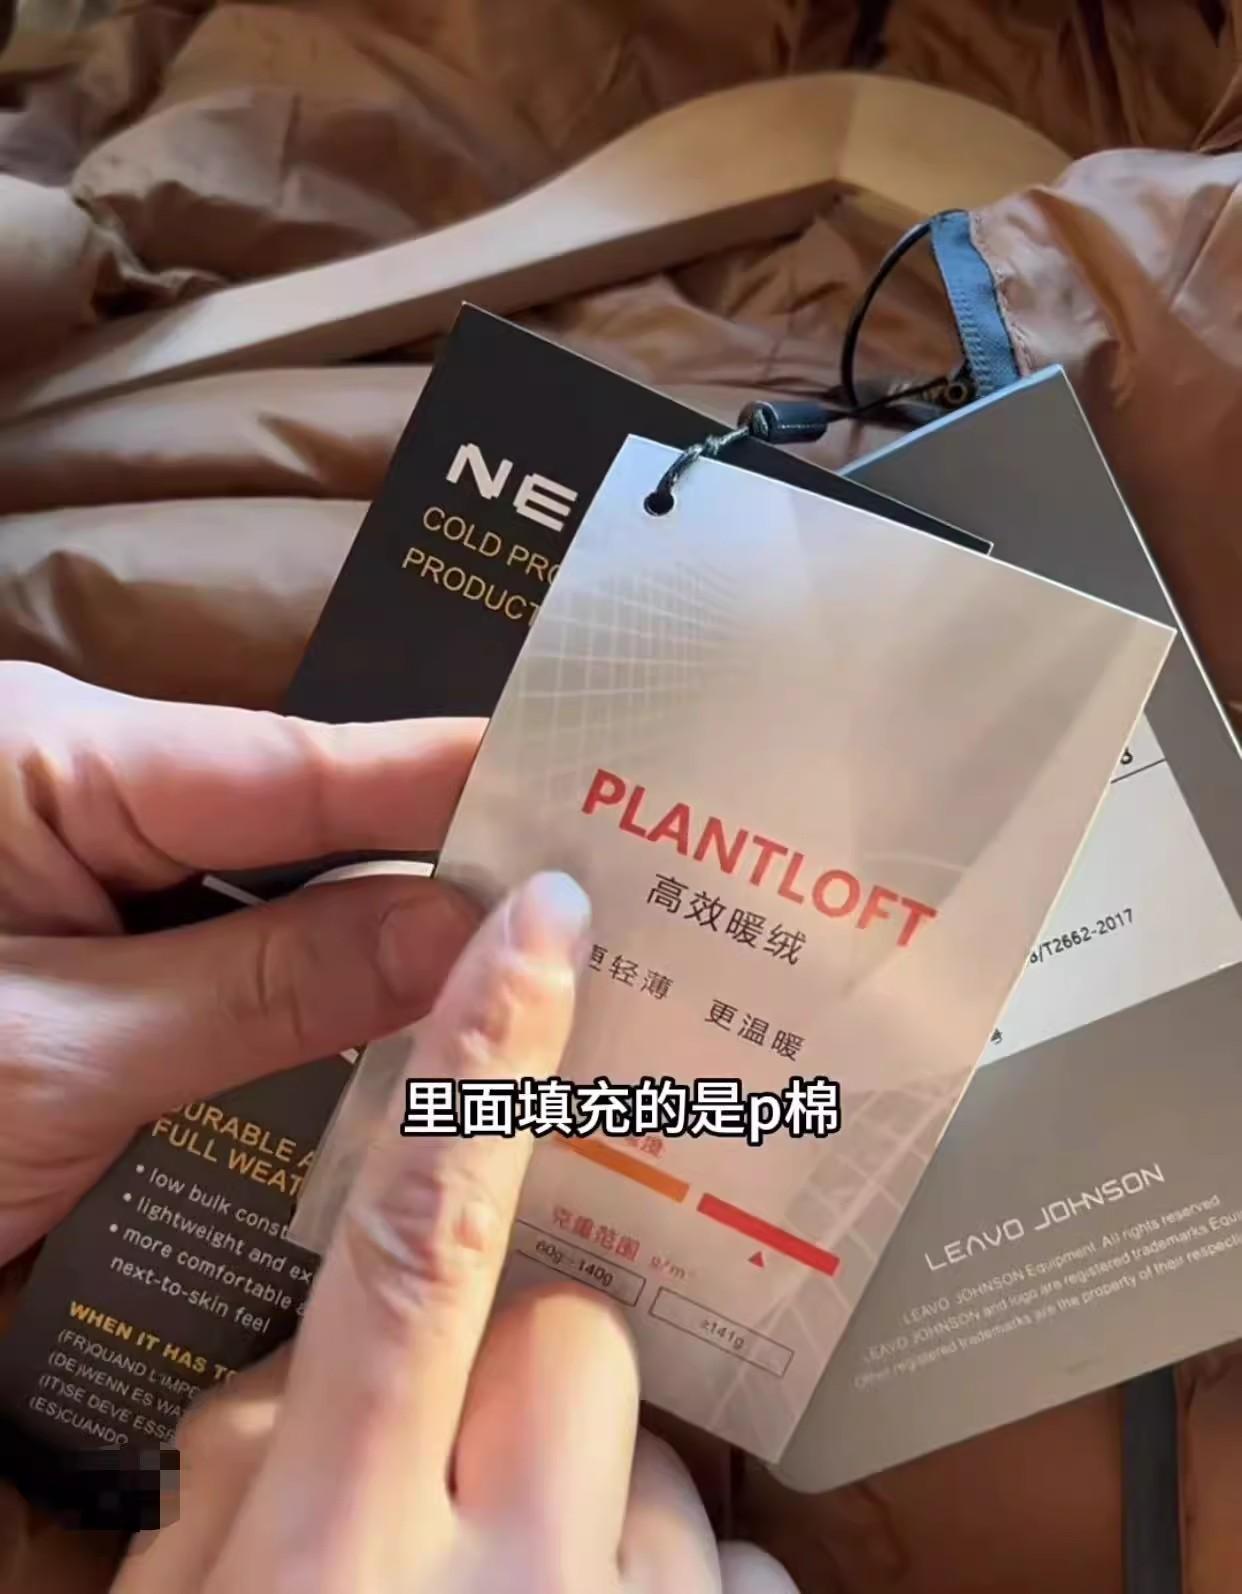 NE
COLD PRO
PRODUCT
PLANTLOFT
高效暖绒
更轻薄 更温暖
里面填充的是p棉
克重范围 g/m²
60g-140g
≥141g
/T2662-2017
LEAVO JOHNSON
LEAVO JOHNSON Equipment. All rights reserved
LEAVO JOHNSON and logo are registered trademarks Equi
Other registered trademarks are the property of their respecti
DURABLE A
FULL WEAT
• low bulk const
• lightweight and ex
• more comfortable a
next-to-skin feel
WHEN IT HAS TO
(FR)QUAND L'IMPE
(DE)WENN ES WA
(IT)SE DEVE ESSE
(ES)CUANDO